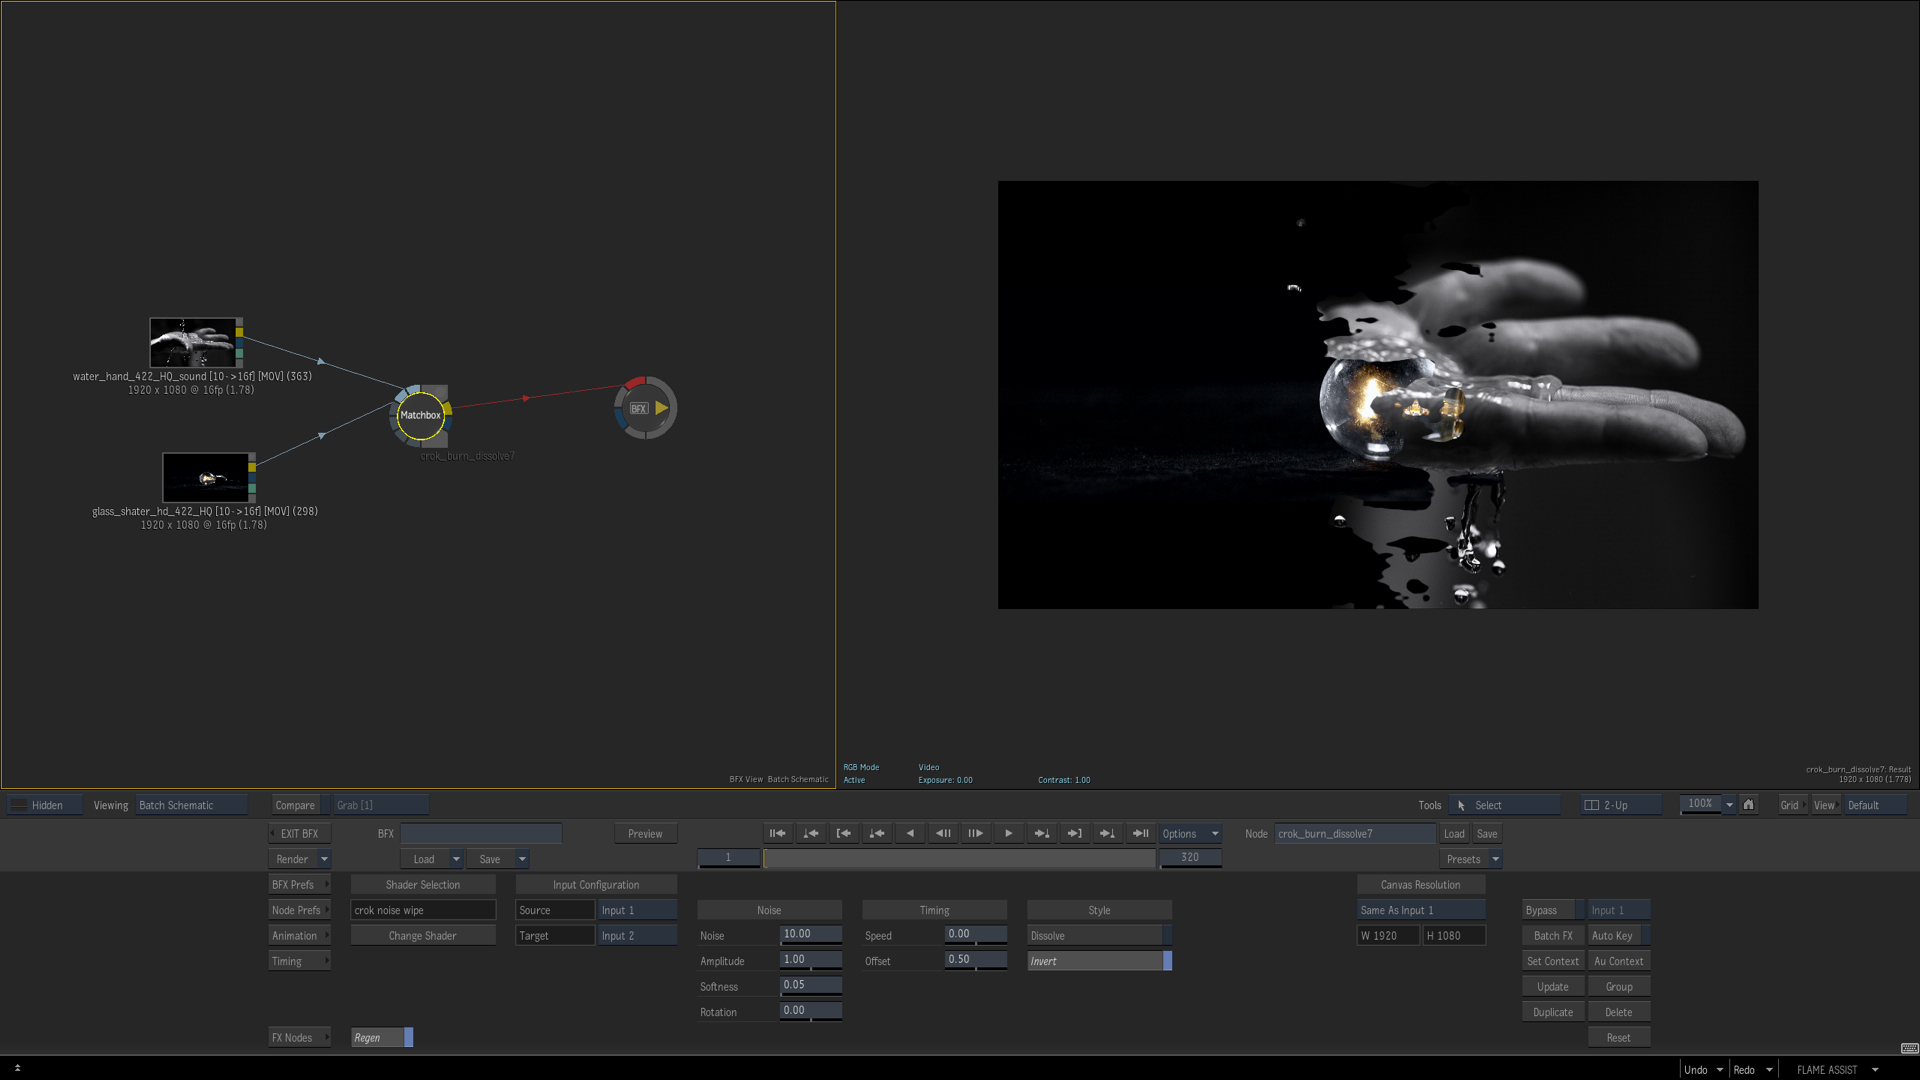 water_hand_422_HQ_sound [10->16f] [MOV] (363)
1920 x 1080 @ 16fp (1.78)
Matchbox
BFX
crok_burn_dissolve7
glass_shater_hd_422_HQ [10->16f] [MOV] (298)
1920 x 1080 @ 16fp (1.78)
BFX View Batch Schematic
RGB Mode Video
Active Exposure: 0.00 Contrast: 1.00
crok_burn_dissolve7: Result
1920 x 1080 (1.778)
Hidden Viewing Batch Schematic Compare Grab [1] Tools Select 2-Up 100% Grid View Default
EXIT BFX BFX Preview Options Node crok_burn_dissolve7 Load Save
Render Load Save 1 320 Presets
BFX Prefs Shader Selection Input Configuration Canvas Resolution
Node Prefs crok noise wipe Source Input 1 Noise Timing Style Same As Input 1 Bypass Input 1
Animation Change Shader Target Input 2 Noise 10.00 Speed 0.00 Dissolve W 1920 H 1080 Batch FX Auto Key
Timing Amplitude 1.00 Offset 0.50 Invert Set Context Au Context
Softness 0.05 Update Group
Rotation 0.00 Duplicate Delete
FX Nodes Regen Reset
Undo Redo FLAME ASSIST